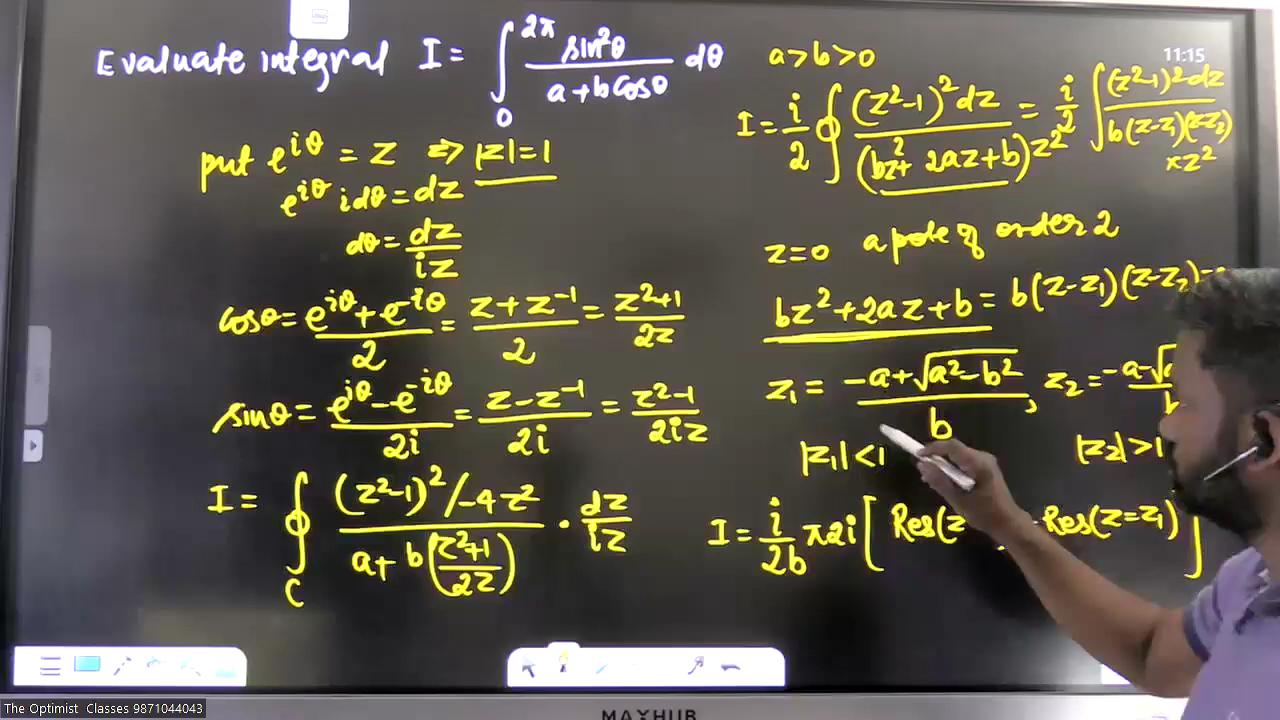 Evaluate integral I = ∫₀^{2π} sin²θ / (a + b cosθ) dθ
a > b > 0
11:15
put e^{iθ} = z ⇒ |z| = 1
e^{iθ} i dθ = dz
dθ = dz / iz
cosθ = (e^{iθ} + e^{-iθ}) / 2 = (z + z^{-1}) / 2 = (z² + 1) / 2z
sinθ = (e^{iθ} - e^{-iθ}) / 2i = (z - z^{-1}) / 2i = (z² - 1) / 2iz
I = ∮_C ((z² - 1)² / -4z²) / (a + b((z² + 1) / 2z)) · dz / iz
I = i/2 ∮ (z² - 1)² dz / (bz² + 2az + b)z² = i/2 ∫ (z² - 1)² dz / b(z - z₁)(z - z₂) × z²
z = 0 a pole of order 2
bz² + 2az + b = b(z - z₁)(z - z₂) =
z₁ = (-a + √(a² - b²)) / b, z₂ = -a - √a
|z₁| < 1 |z₂| > 1
I = i/2b π2i [ Res(z Res(z = z₁) ]
The Optimist Classes 9871044043
MAXHUB